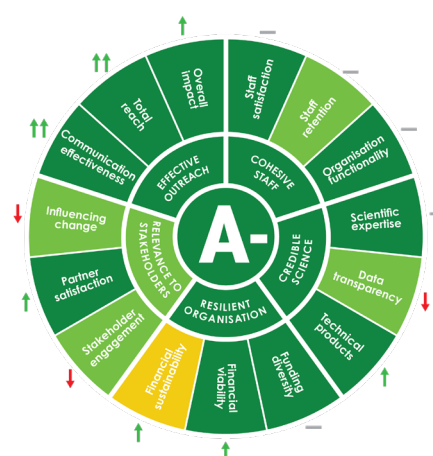 A-
EFFECTIVE
OUTREACH
COHESIVE
STAFF
CREDIBLE
SCIENCE
RESILIENT
ORGANISATION
RELEVANCE TO
STAKEHOLDERS
Overall
impact
Staff
satisfaction
Staff
retention
Organisation
functionality
Scientific
expertise
Data
transparency
Technical
products
Funding
diversity
Financial
viability
Financial
sustainability
Stakeholder
engagement
Partner
satisfaction
Influencing
change
Communication
effectiveness
Total
reach